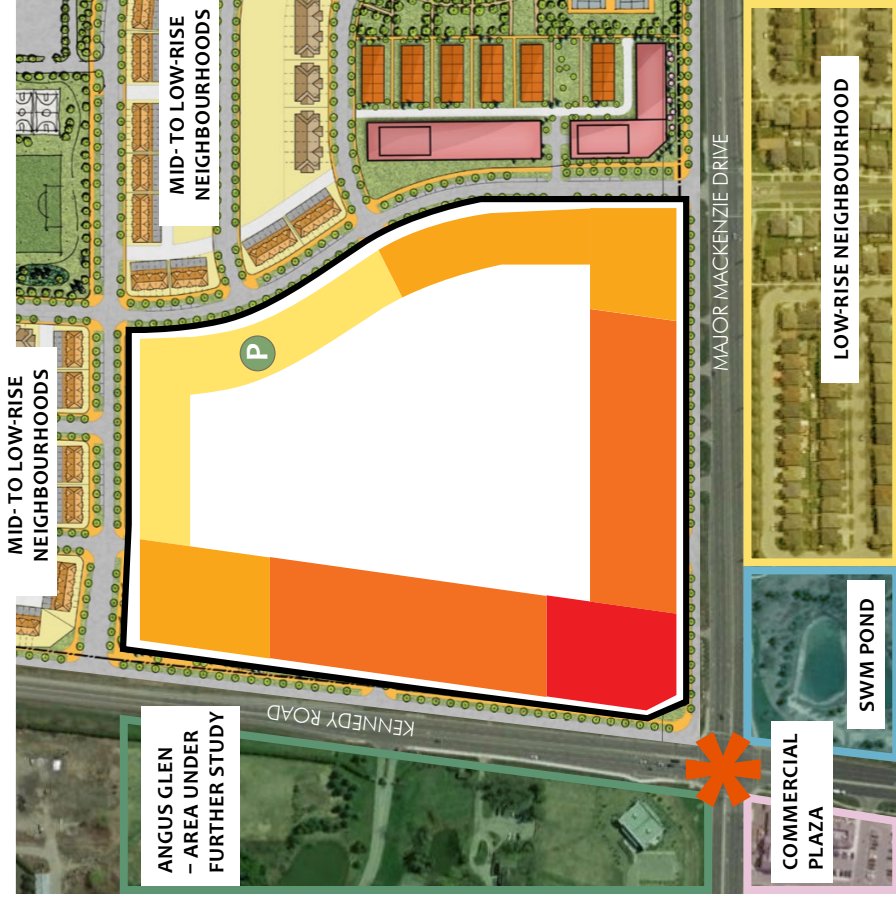 MID- TO LOW-RISE
NEIGHBOURHOODS
MID- TO LOW-RISE
NEIGHBOURHOODS
P
KENNEDY ROAD
MAJOR MACKENZIE DRIVE
LOW-RISE NEIGHBOURHOOD
ANGUS GLEN
– AREA UNDER
FURTHER STUDY
SWM POND
COMMERCIAL
PLAZA